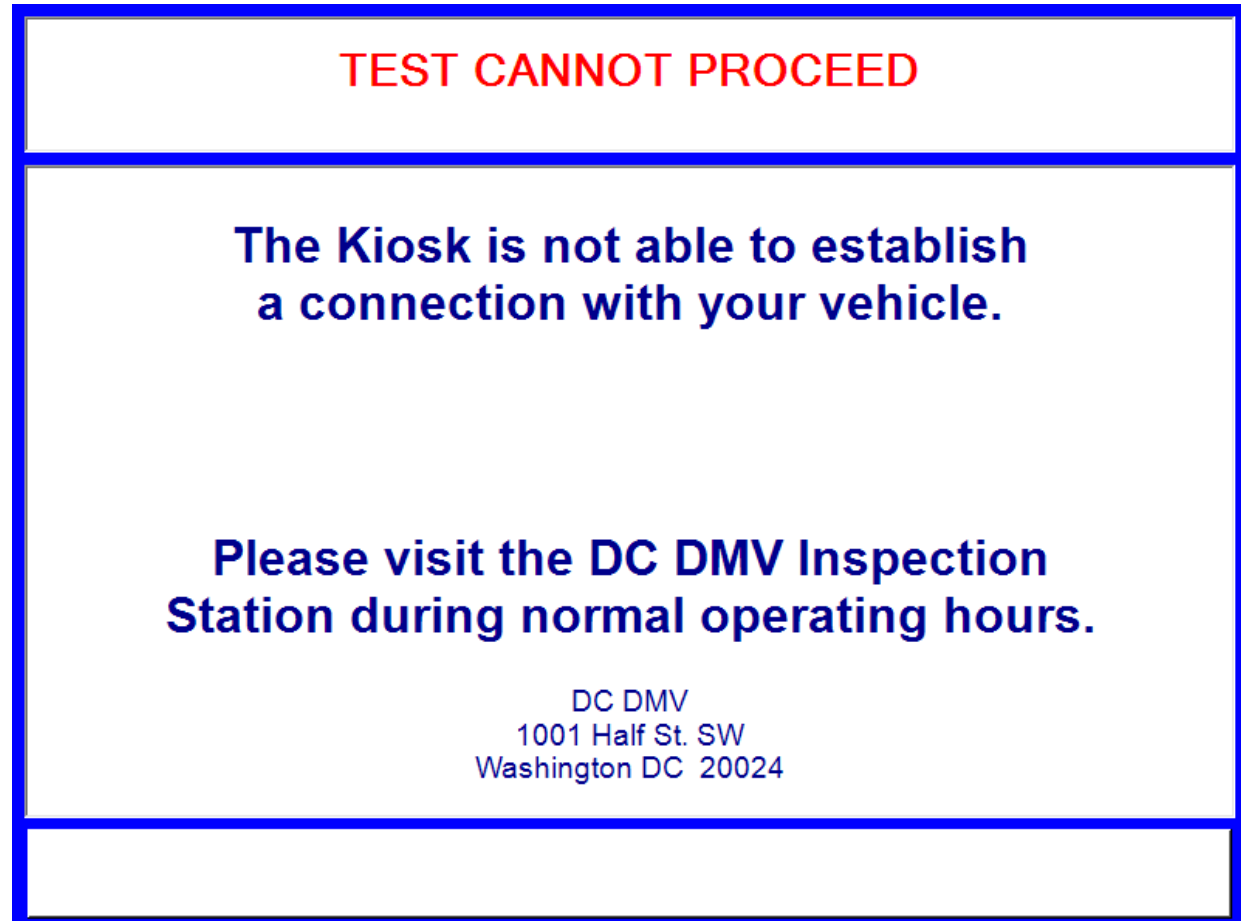 TEST CANNOT PROCEED
The Kiosk is not able to establish
a connection with your vehicle.
Please visit the DC DMV Inspection
Station during normal operating hours.
DC DMV
1001 Half St. SW
Washington DC  20024